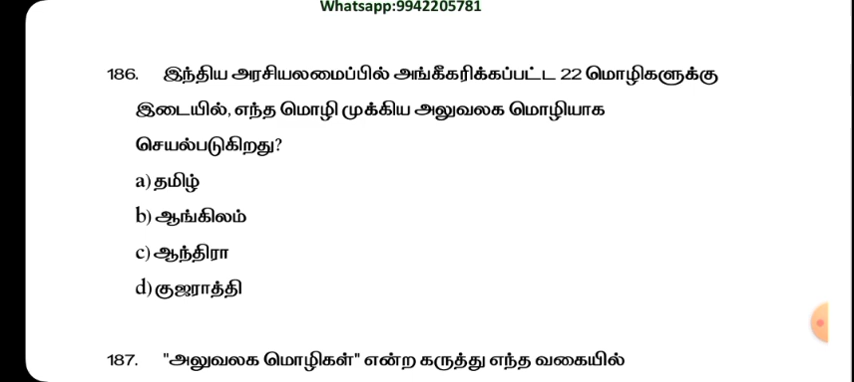 Whatsapp:9942205781
186. இந்திய அரசியலமைப்பில் அங்கீகரிக்கப்பட்ட 22 மொழிகளுக்கு
இடையில், எந்த மொழி முக்கிய அலுவலக மொழியாக
செயல்படுகிறது?
a) தமிழ்
b) ஆங்கிலம்
c) ஆந்திரா
d) குஜராத்தி
187. "அலுவலக மொழிகள்" என்ற கருத்து எந்த வகையில்